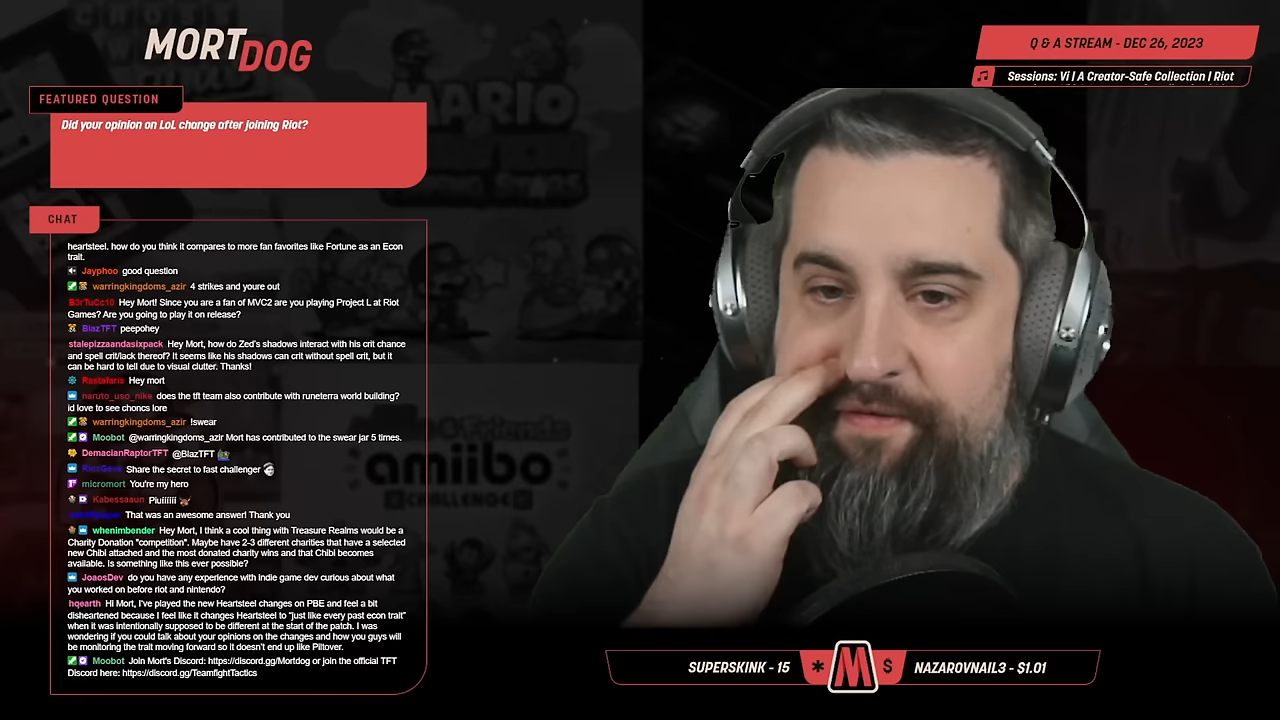 MORTDOG
Q & A STREAM - DEC 26, 2023
Sessions: Vi | A Creator-Safe Collection | Riot
FEATURED QUESTION
Did your opinion on LoL change after joining Riot?
CHAT
heartsteel. how do you think it compares to more fan favorites like Fortune as an Econ
trait.
Jayphoo good question
warringkingdoms_azir 4 strikes and youre out
B3rTuCc10 Hey Mort! Since you are a fan of MVC2 are you playing Project L at Riot
Games? Are you going to play it on release?
BlazTFT peepohey
stalepizzaandasixpack Hey Mort, how do Zed's shadows interact with his crit chance
and spell crit/lack thereof? It seems like his shadows can crit without spell crit, but it
can be hard to tell due to visual clutter. Thanks!
Rastafaris Hey mort
naruto_uso_nike does the tft team also contribute with runeterra world building?
id love to see choncs lore
warringkingdoms_azir !swear
Moobot @warringkingdoms_azir Mort has contributed to the swear jar 5 times.
DemacianRaptorTFT @BlazTFT
Share the secret to fast challenger
micromort You're my hero
Kabessaaun Piuiiiiii
That was an awesome answer! Thank you
whenimbender Hey Mort, I think a cool thing with Treasure Realms would be a
Charity Donation "competition". Maybe have 2-3 different charities that have a selected
new Chibi attached and the most donated charity wins and that Chibi becomes
available. Is something like this ever possible?
JoaosDev do you have any experience with indie game dev curious about what
you worked on before riot and nintendo?
hqearth Hi Mort, I've played the new Heartsteel changes on PBE and feel a bit
disheartened because I feel like it changes Heartsteel to "just like every past econ trait"
when it was intentionally supposed to be different at the start of the patch. I was
wondering if you could talk about your opinions on the changes and how you guys will
be monitoring the trait moving forward so it doesn't end up like Piltover.
Moobot Join Mort's Discord: https://discord.gg/Mortdog or join the official TFT
Discord here: https://discord.gg/TeamfightTactics
MARIO
amiibo
CHALLENGE
SUPERSKINK - 15
* M $
NAZAROVNAIL3 - $1.01